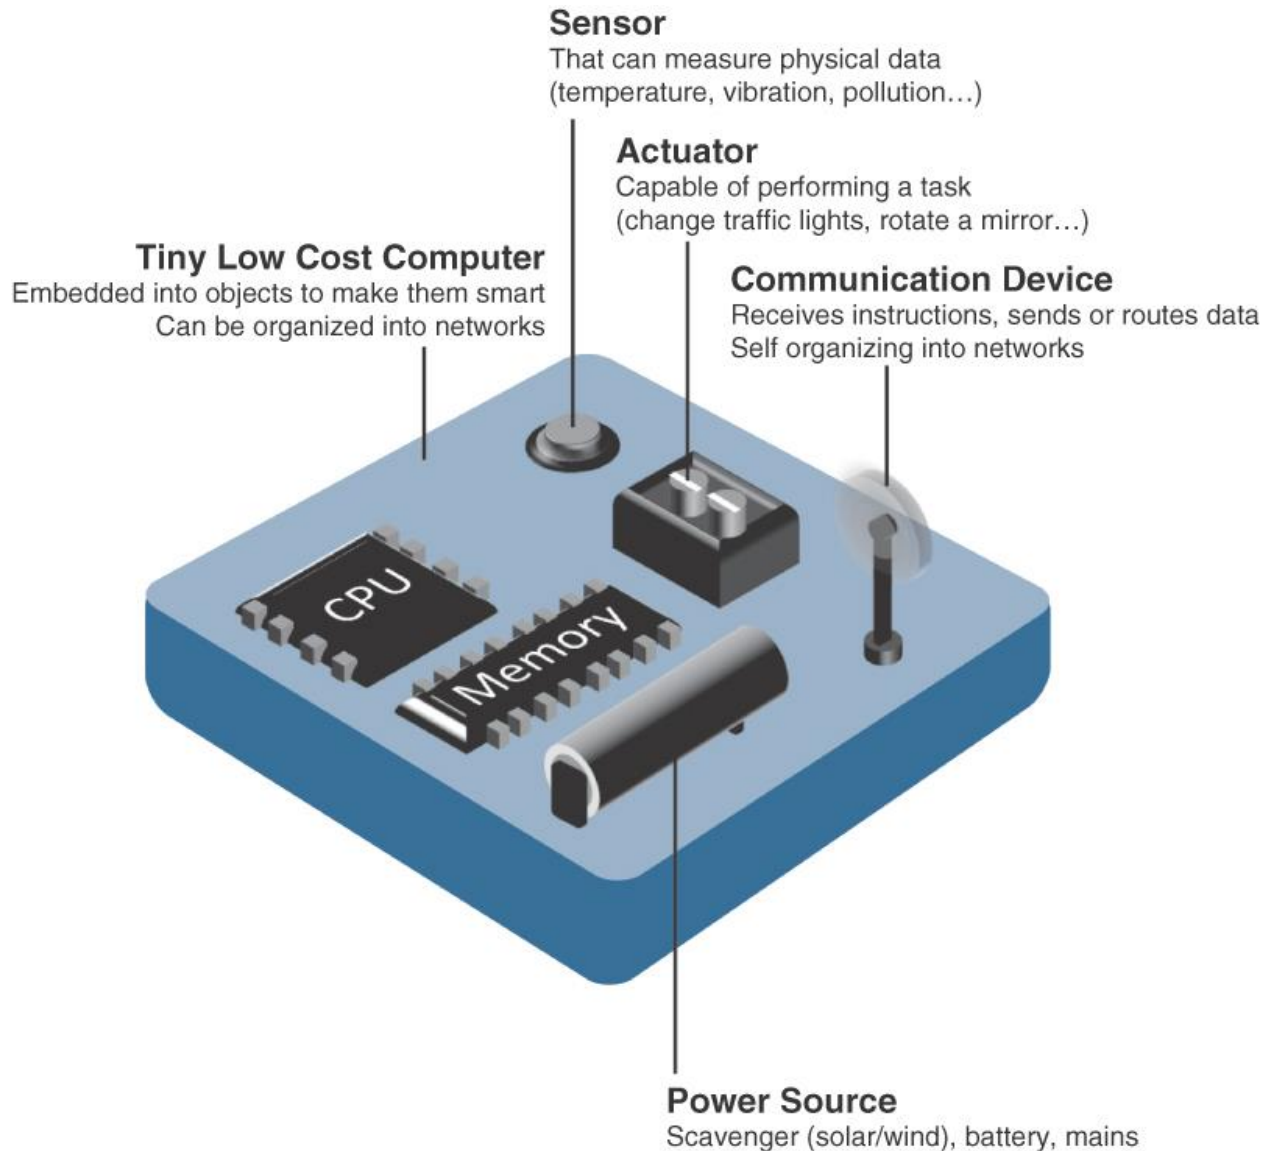 Sensor
That can measure physical data
(temperature, vibration, pollution…)
Actuator
Capable of performing a task
(change traffic lights, rotate a mirror…)
Tiny Low Cost Computer
Embedded into objects to make them smart
Can be organized into networks
Communication Device
Receives instructions, sends or routes data
Self organizing into networks
CPU
Memory
Power Source
Scavenger (solar/wind), battery, mains